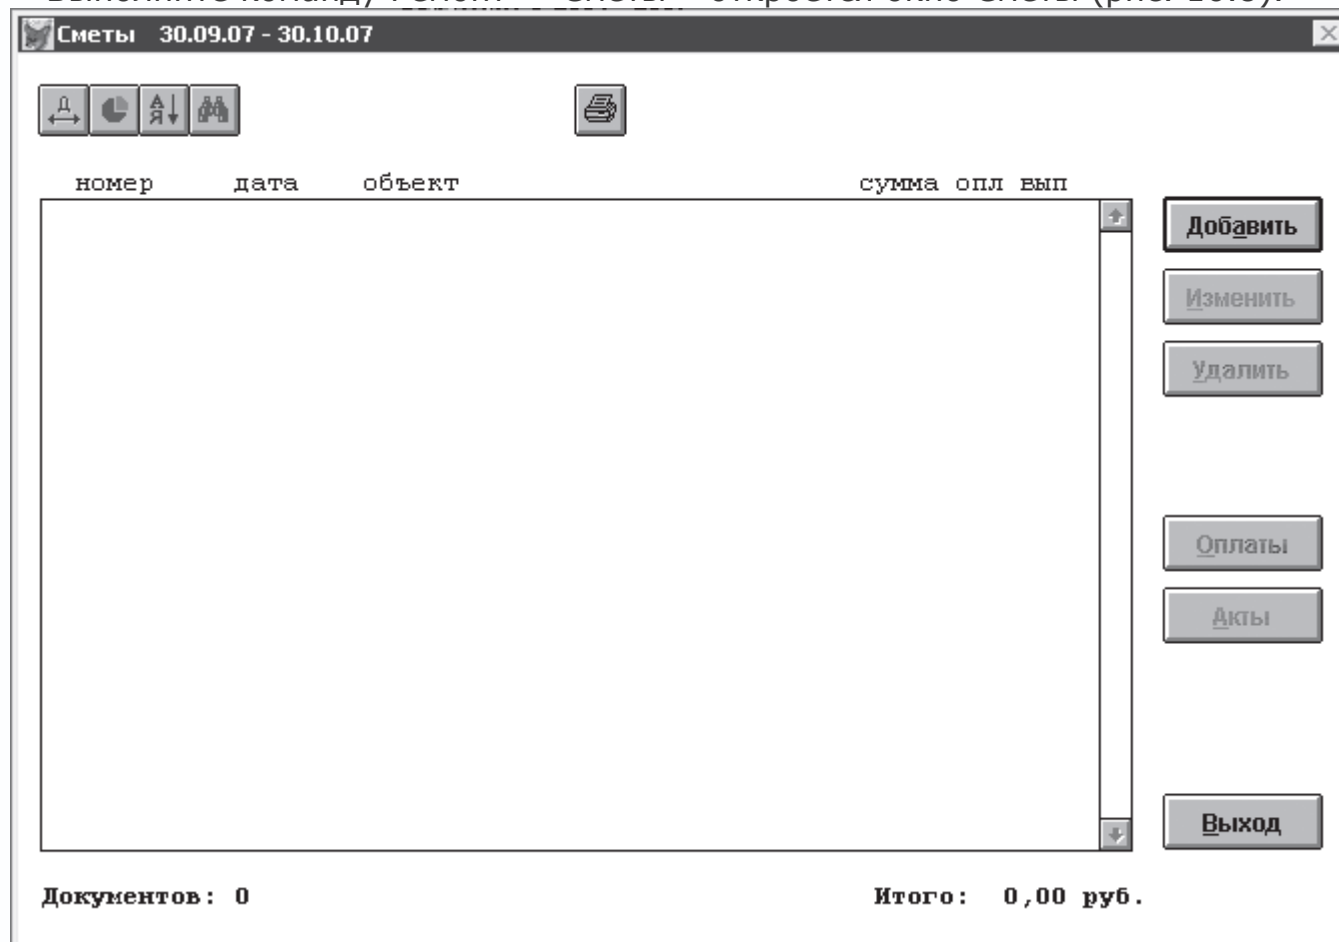 Сметы 30.09.07 - 30.10.07
Д
А
Я
номер дата объект сумма опл вып
Добавить
Изменить
Удалить
Оплаты
Акты
Выход
Документов: 0 Итого: 0,00 руб.